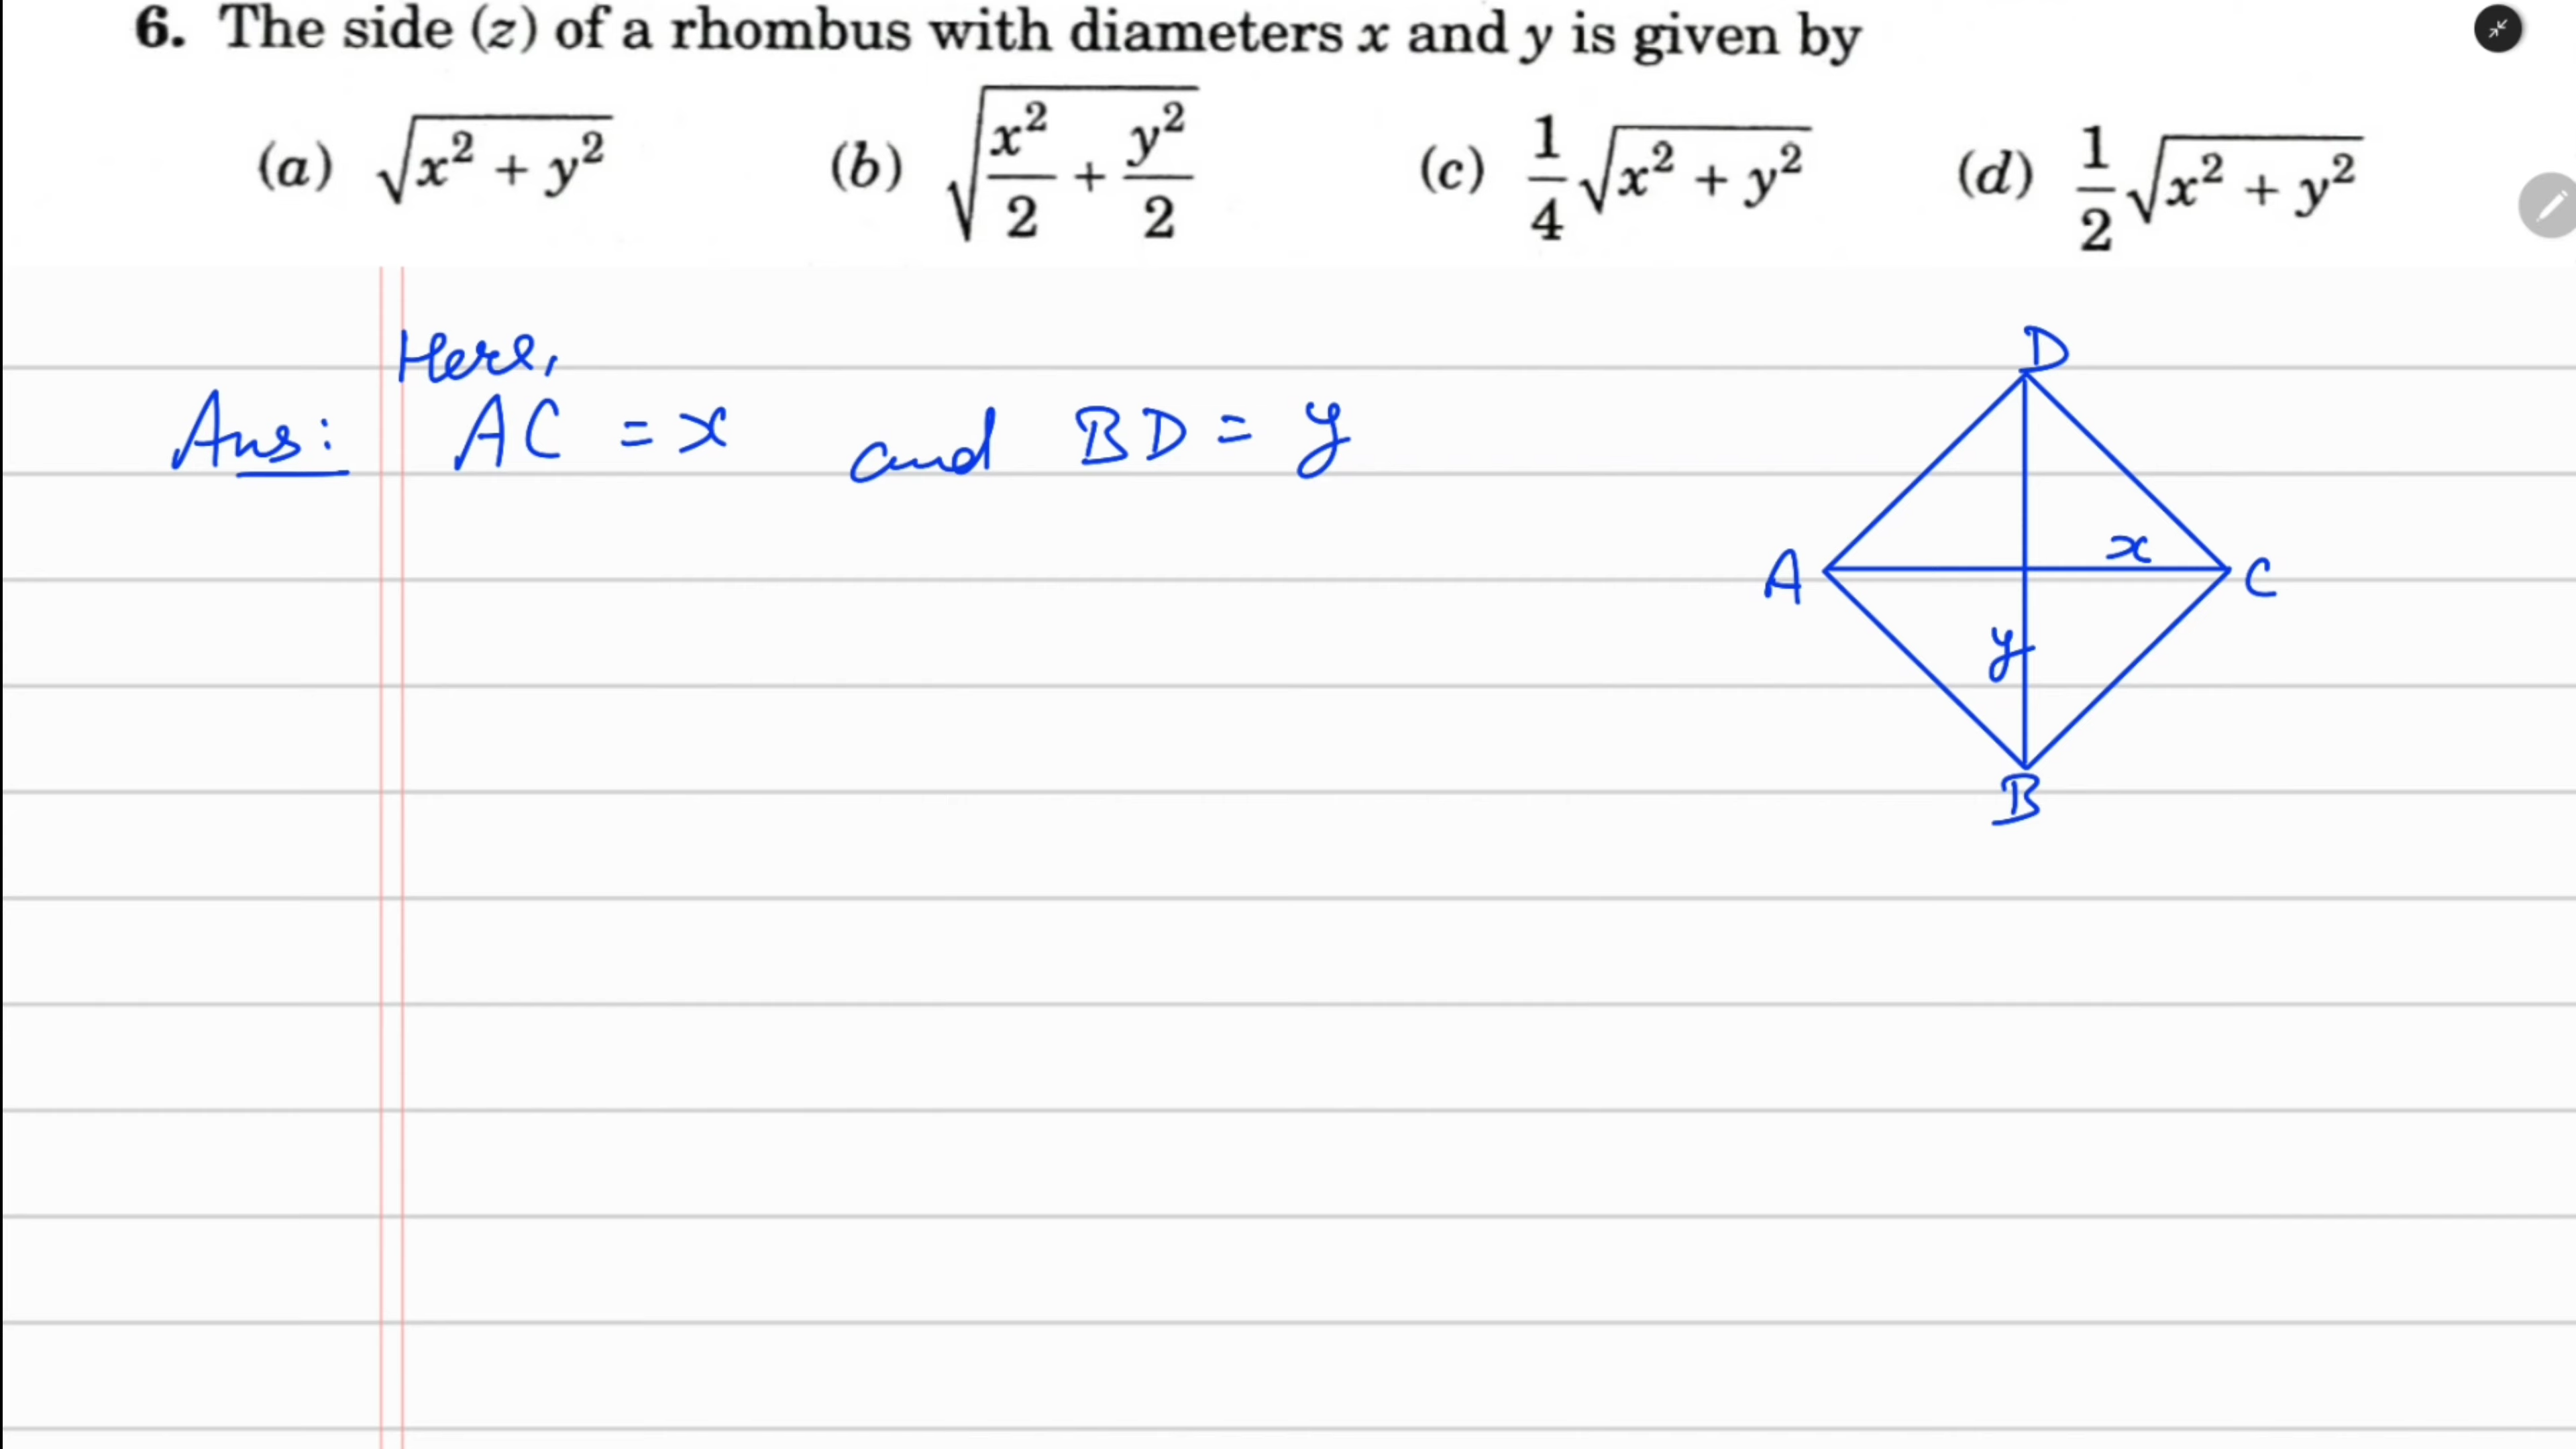 6. The side (z) of a rhombus with diameters x and y is given by
(a) √(x² + y²) (b) √(x²/2 + y²/2) (c) 1/4 √(x² + y²) (d) 1/2 √(x² + y²)
Here,
Ans: AC = x and BD = y
D
A x C
y
B